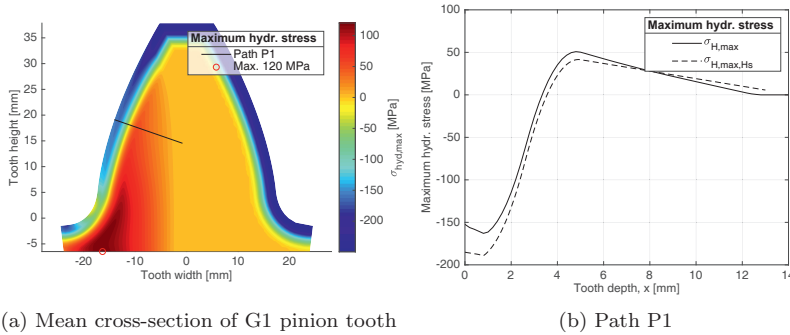 Maximum hydr. stress
Path P1
Max. 120 MPa
35
30
25
20
15
10
5
0
-5
Tooth height [mm]
-20
0
20
Tooth width [mm]
100
50
0
-50
-100
-150
-200
σhyd,max [MPa]
(a) Mean cross-section of G1 pinion tooth
Maximum hydr. stress
σH,max
σH,max,Hs
100
50
0
-50
-100
-150
-200
Maximum hydr. stress [MPa]
0
2
4
6
8
10
12
14
Tooth depth, x [mm]
(b) Path P1